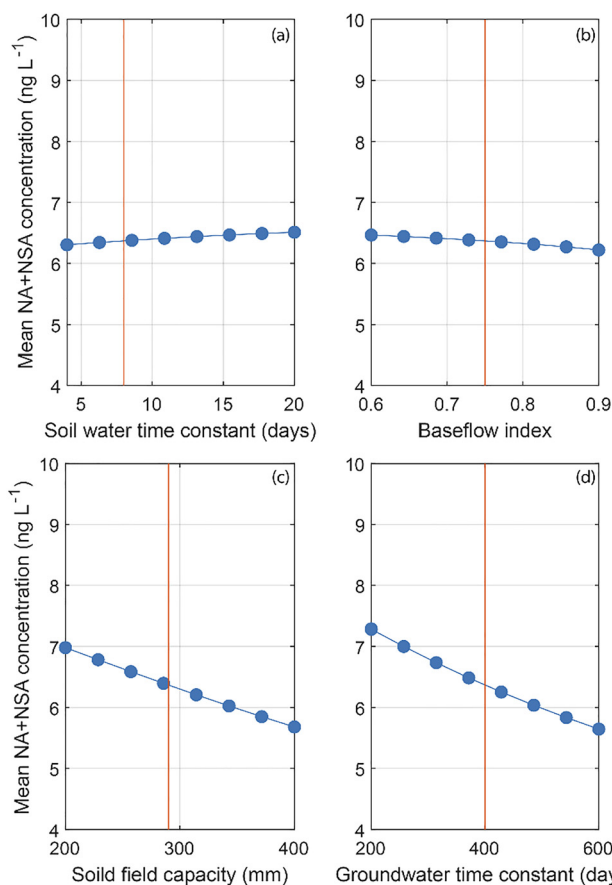 10
9
8
7
6
5
4
Mean NA+NSA concentration (ng L⁻¹)
(a)
5 10 15 20
Soil water time constant (days)
(b)
0.6 0.7 0.8 0.9
Baseflow index
10
9
8
7
6
5
4
10
9
8
7
6
5
4
Mean NA+NSA concentration (ng L⁻¹)
(c)
200 300 400
Soild field capacity (mm)
10
9
8
7
6
5
4
(d)
200 400 600
Groundwater time constant (day